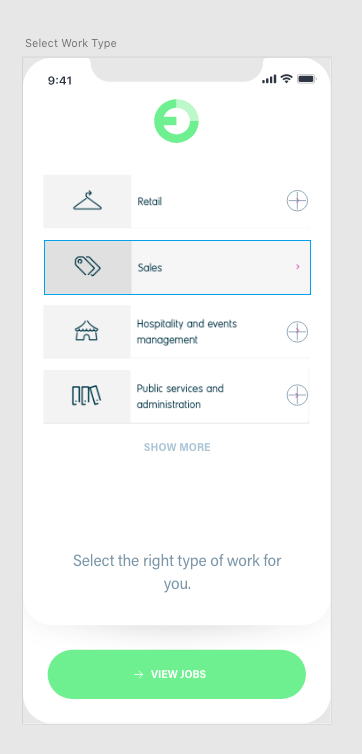 Select Work Type
9:41
Retail
Sales
Hospitality and events
management
Public services and
administration
SHOW MORE
Select the right type of work for
you.
→ VIEW JOBS